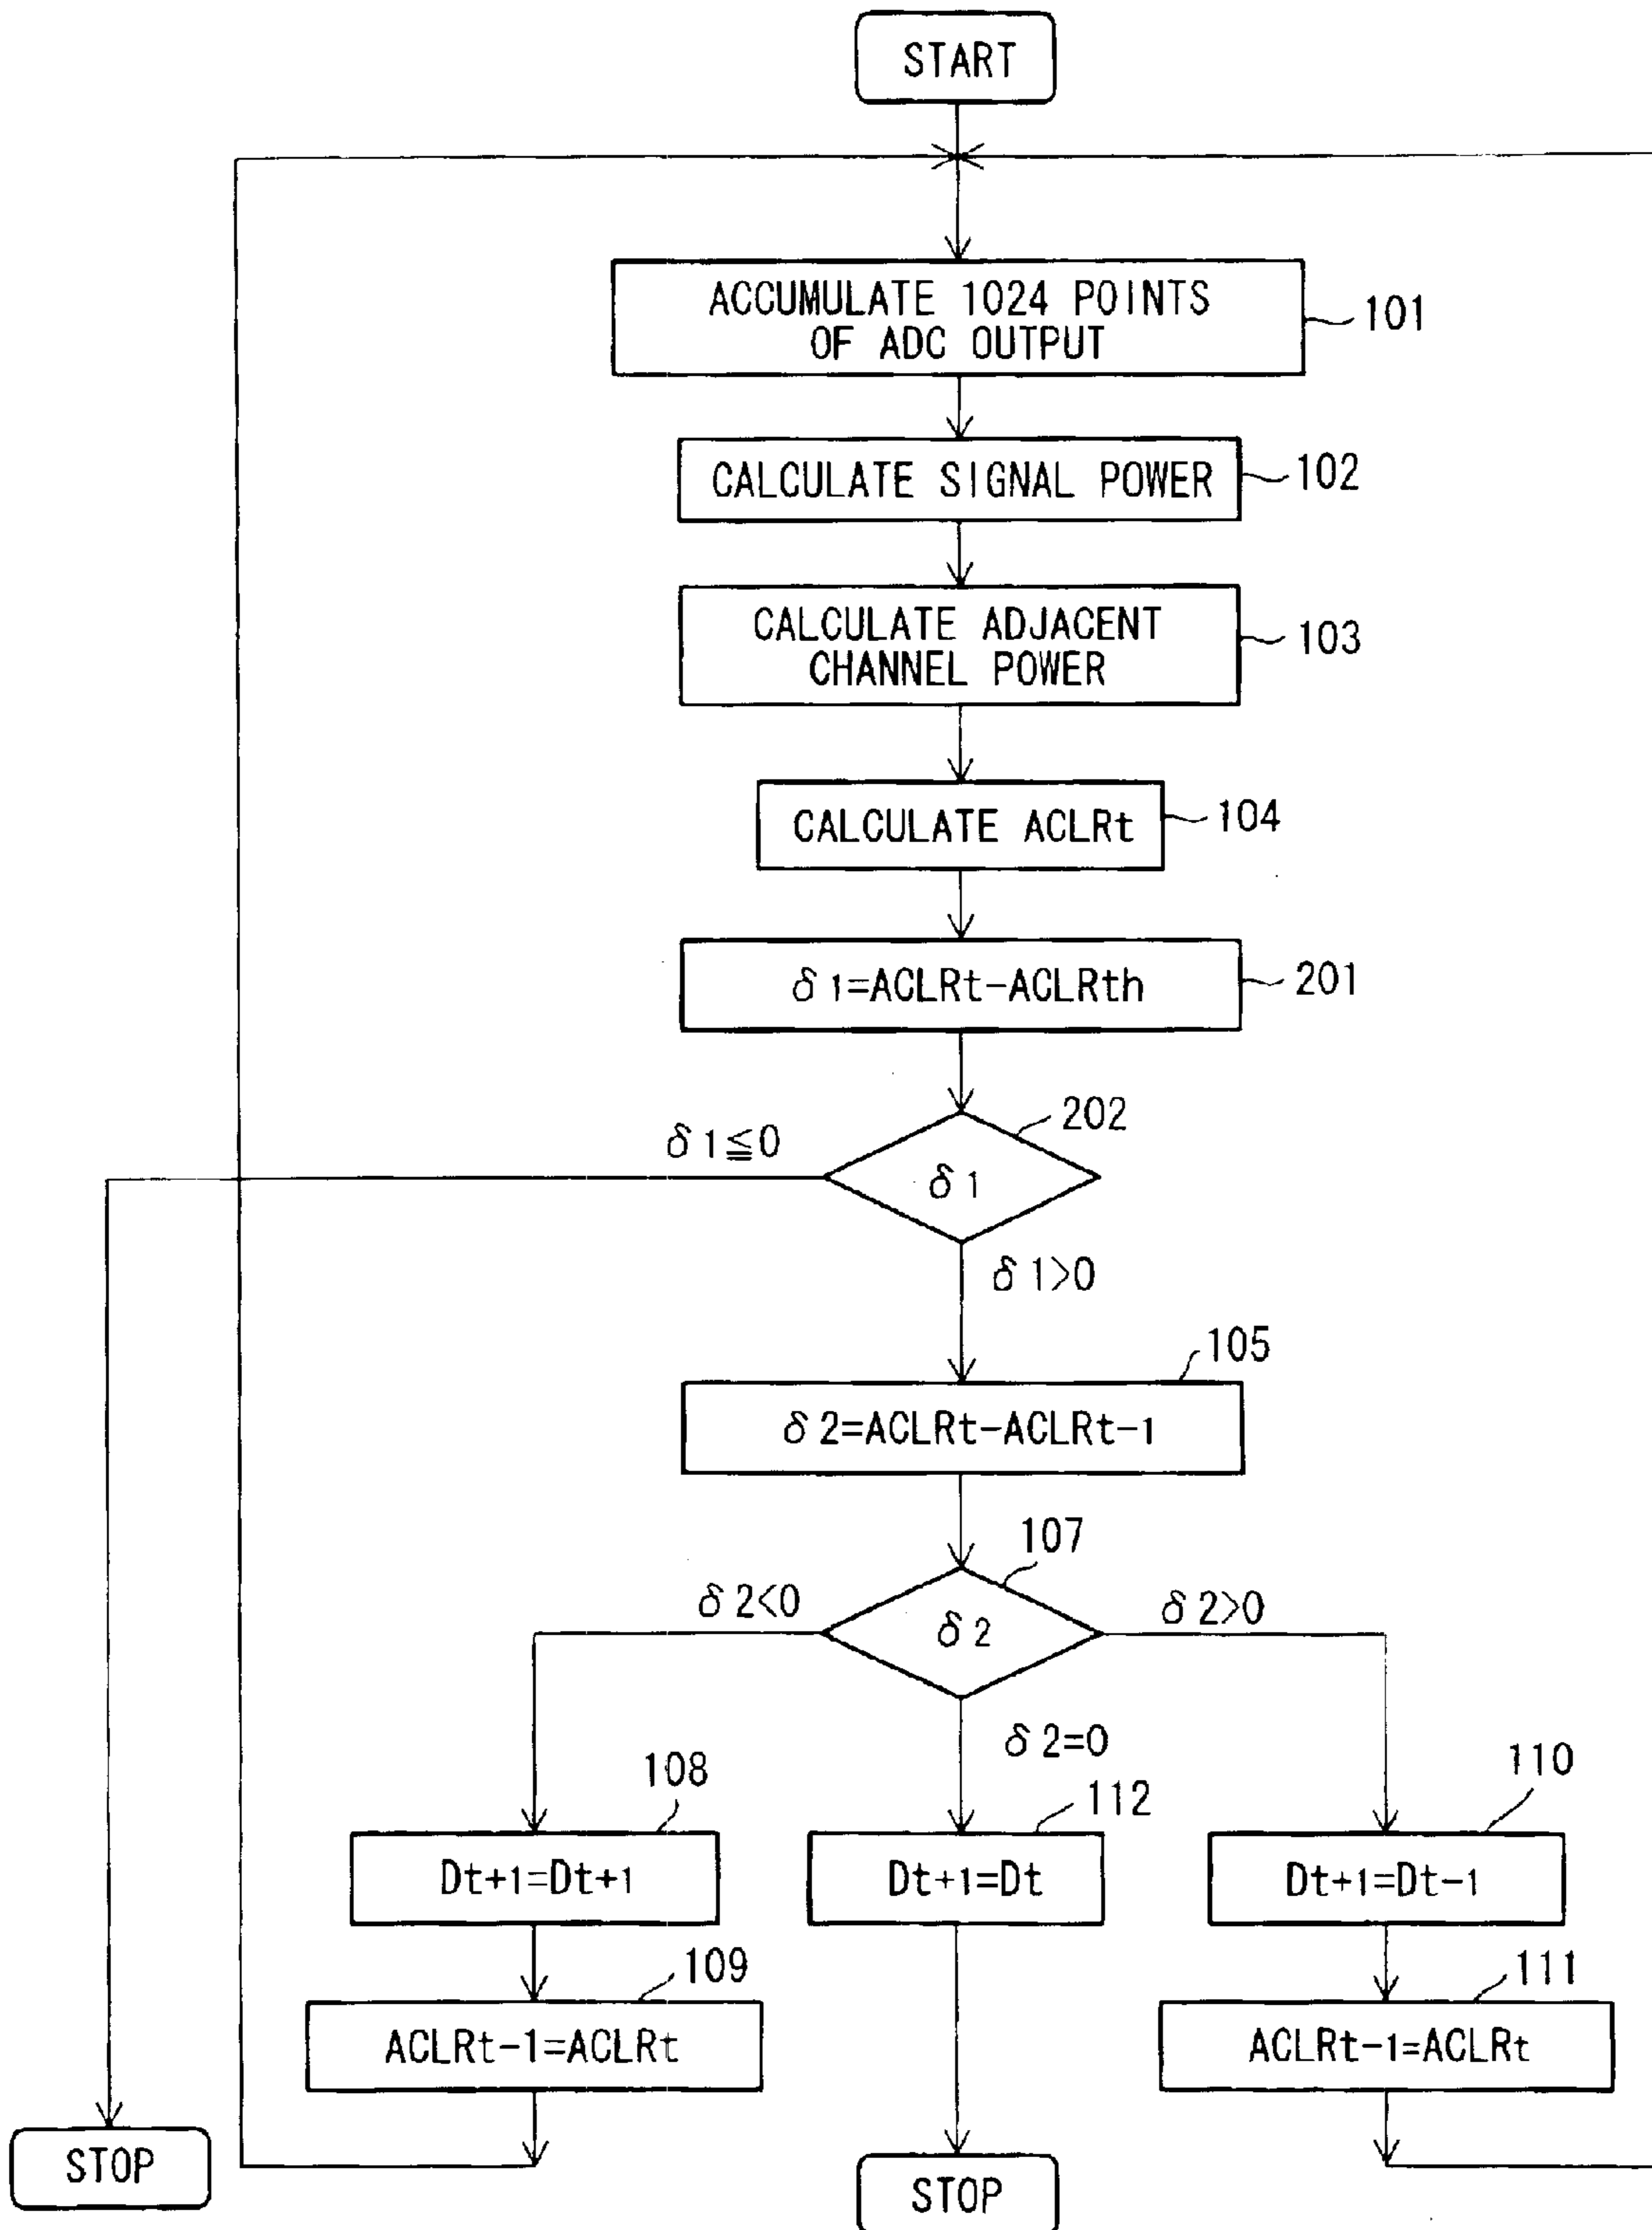 START
ACCUMULATE 1024 POINTS
OF ADC OUTPUT
101
CALCULATE SIGNAL POWER
102
CALCULATE ADJACENT
CHANNEL POWER
103
CALCULATE ACLRt
104
δ1=ACLRt-ACLRth
201
202
δ1≦0
δ1
δ1>0
105
δ2=ACLRt-ACLRt-1
107
δ2<0
δ2
δ2>0
δ2=0
108
112
110
Dt+1=Dt+1
Dt+1=Dt
Dt+1=Dt-1
109
111
ACLRt-1=ACLRt
ACLRt-1=ACLRt
STOP
STOP